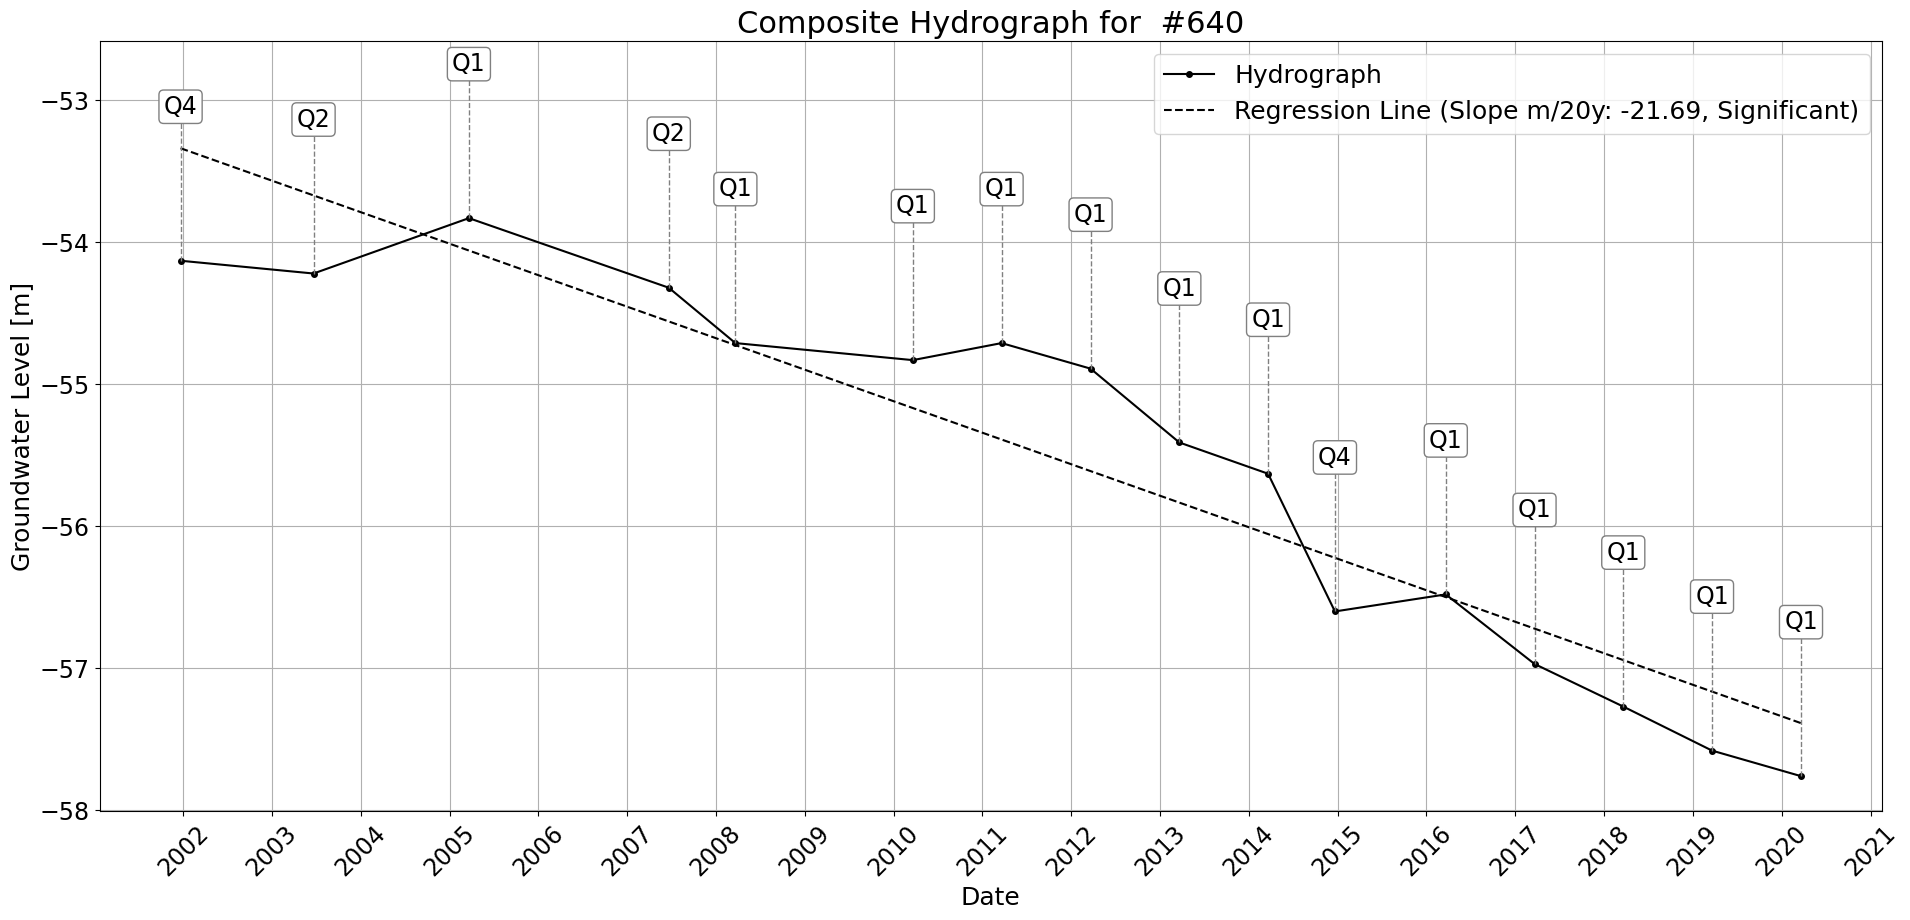 Composite Hydrograph for  #640
Hydrograph
Regression Line (Slope m/20y: -21.69, Significant)
Q4
Q2
Q1
Q2
Q1
Q1
Q1
Q1
Q1
Q1
Q4
Q1
Q1
Q1
Q1
Q1
Groundwater Level [m]
−53
−54
−55
−56
−57
−58
2002
2003
2004
2005
2006
2007
2008
2009
2010
2011
2012
2013
2014
2015
2016
2017
2018
2019
2020
2021
Date